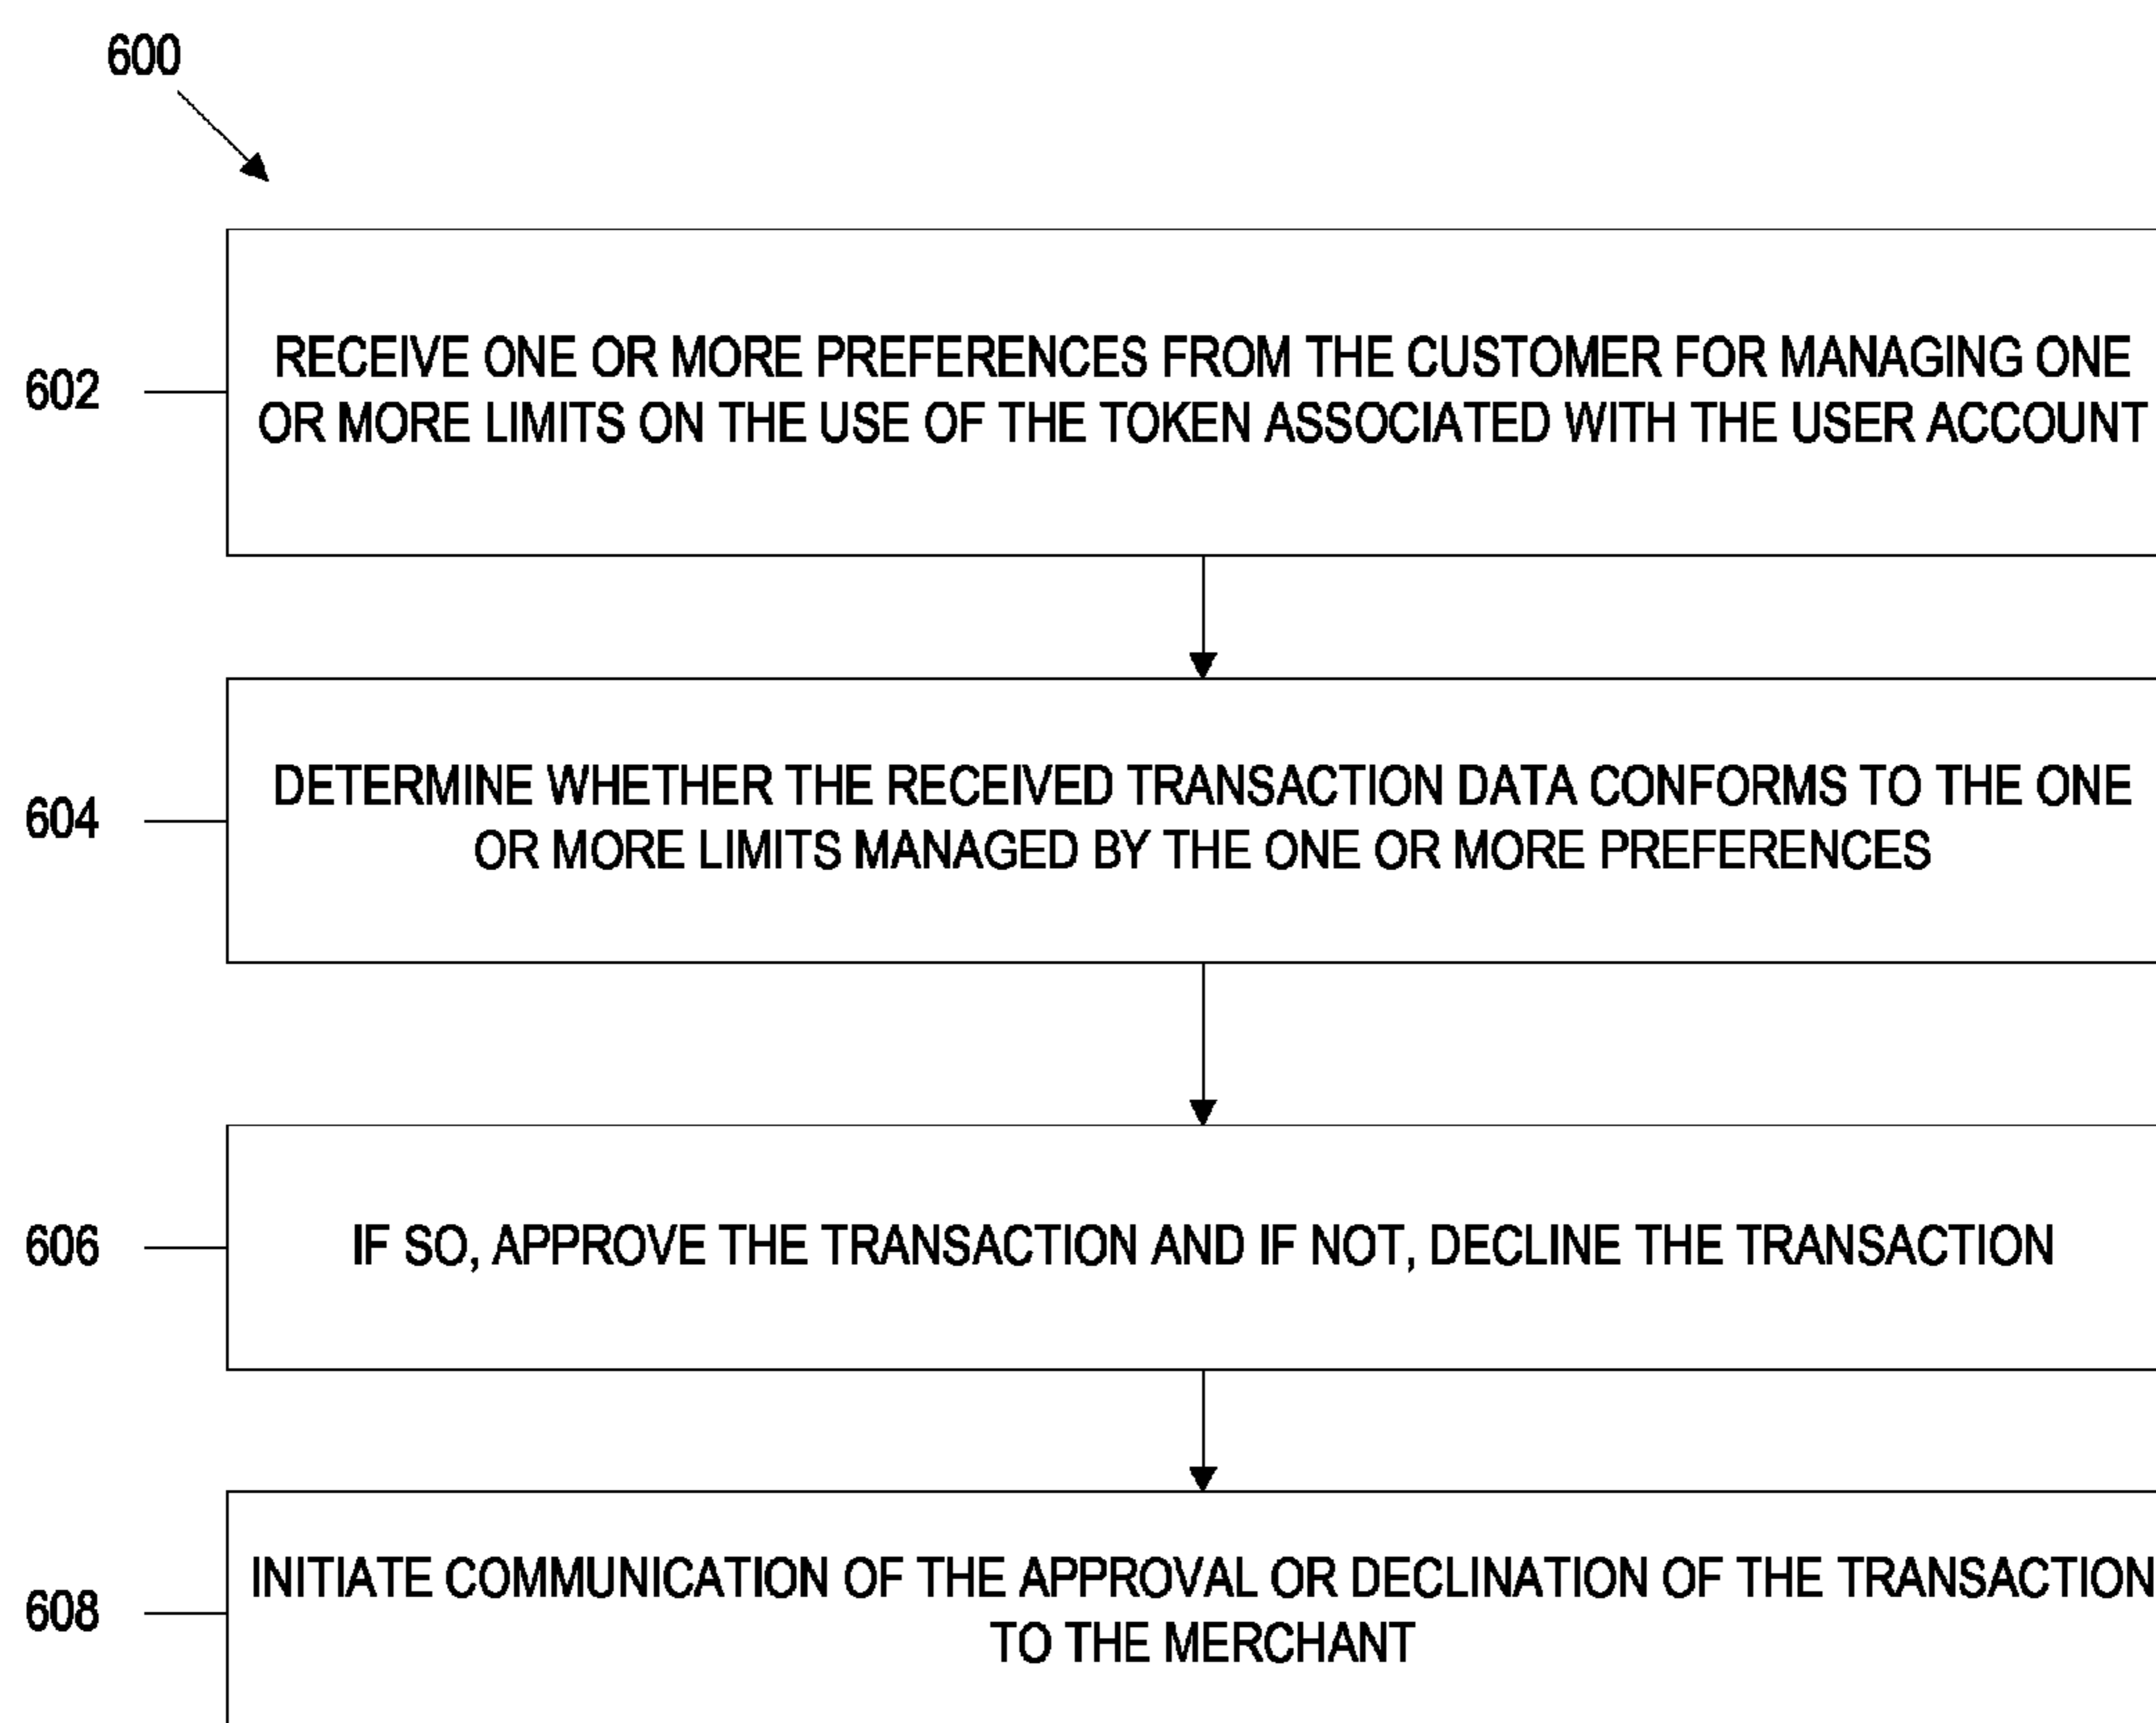 600
602
RECEIVE ONE OR MORE PREFERENCES FROM THE CUSTOMER FOR MANAGING ONE
OR MORE LIMITS ON THE USE OF THE TOKEN ASSOCIATED WITH THE USER ACCOUNT
604
DETERMINE WHETHER THE RECEIVED TRANSACTION DATA CONFORMS TO THE ONE
OR MORE LIMITS MANAGED BY THE ONE OR MORE PREFERENCES
606
IF SO, APPROVE THE TRANSACTION AND IF NOT, DECLINE THE TRANSACTION
608
INITIATE COMMUNICATION OF THE APPROVAL OR DECLINATION OF THE TRANSACTION
TO THE MERCHANT